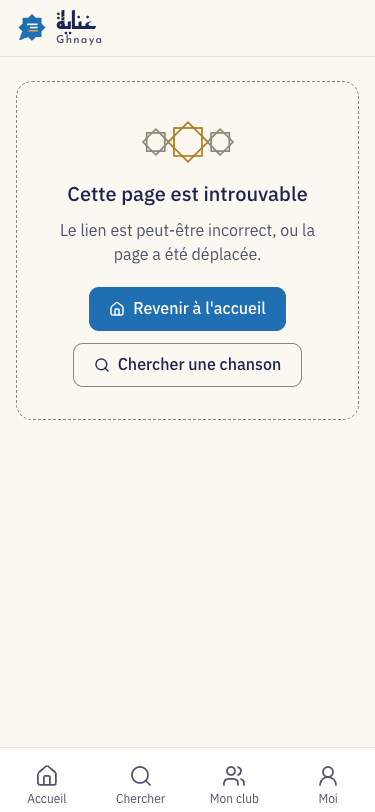 غناية
Ghnaya
Cette page est introuvable
Le lien est peut-être incorrect, ou la
page a été déplacée.
Revenir à l'accueil
Chercher une chanson
Accueil
Chercher
Mon club
Moi